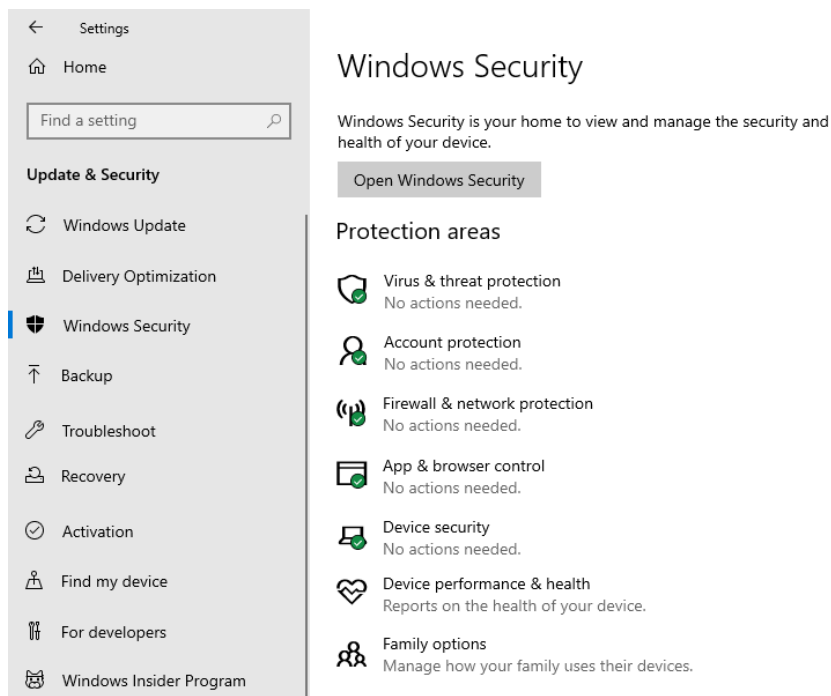 Settings
Home
Find a setting
Update & Security
Windows Update
Delivery Optimization
Windows Security
Backup
Troubleshoot
Recovery
Activation
Find my device
For developers
Windows Insider Program
Windows Security
Windows Security is your home to view and manage the security and
health of your device.
Open Windows Security
Protection areas
Virus & threat protection
No actions needed.
Account protection
No actions needed.
Firewall & network protection
No actions needed.
App & browser control
No actions needed.
Device security
No actions needed.
Device performance & health
Reports on the health of your device.
Family options
Manage how your family uses their devices.